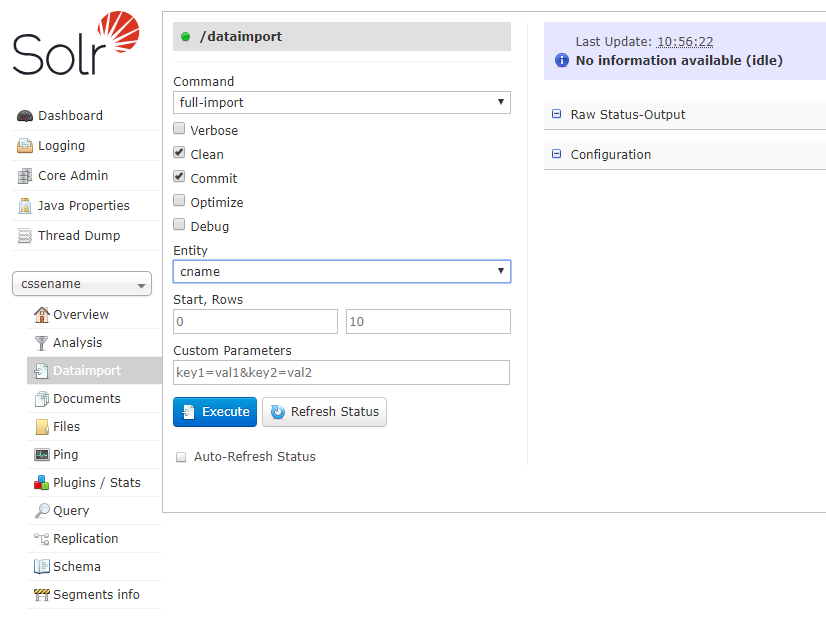 Solr
Dashboard
Logging
Core Admin
Java Properties
Thread Dump
cssename
Overview
Analysis
Dataimport
Documents
Files
Ping
Plugins / Stats
Query
Replication
Schema
Segments info
/dataimport
Command
full-import
Verbose
Clean
Commit
Optimize
Debug
Entity
cname
Start, Rows
0 10
Custom Parameters
key1=val1&key2=val2
Execute Refresh Status
Auto-Refresh Status
Last Update: 10:56:22
No information available (idle)
Raw Status-Output
Configuration